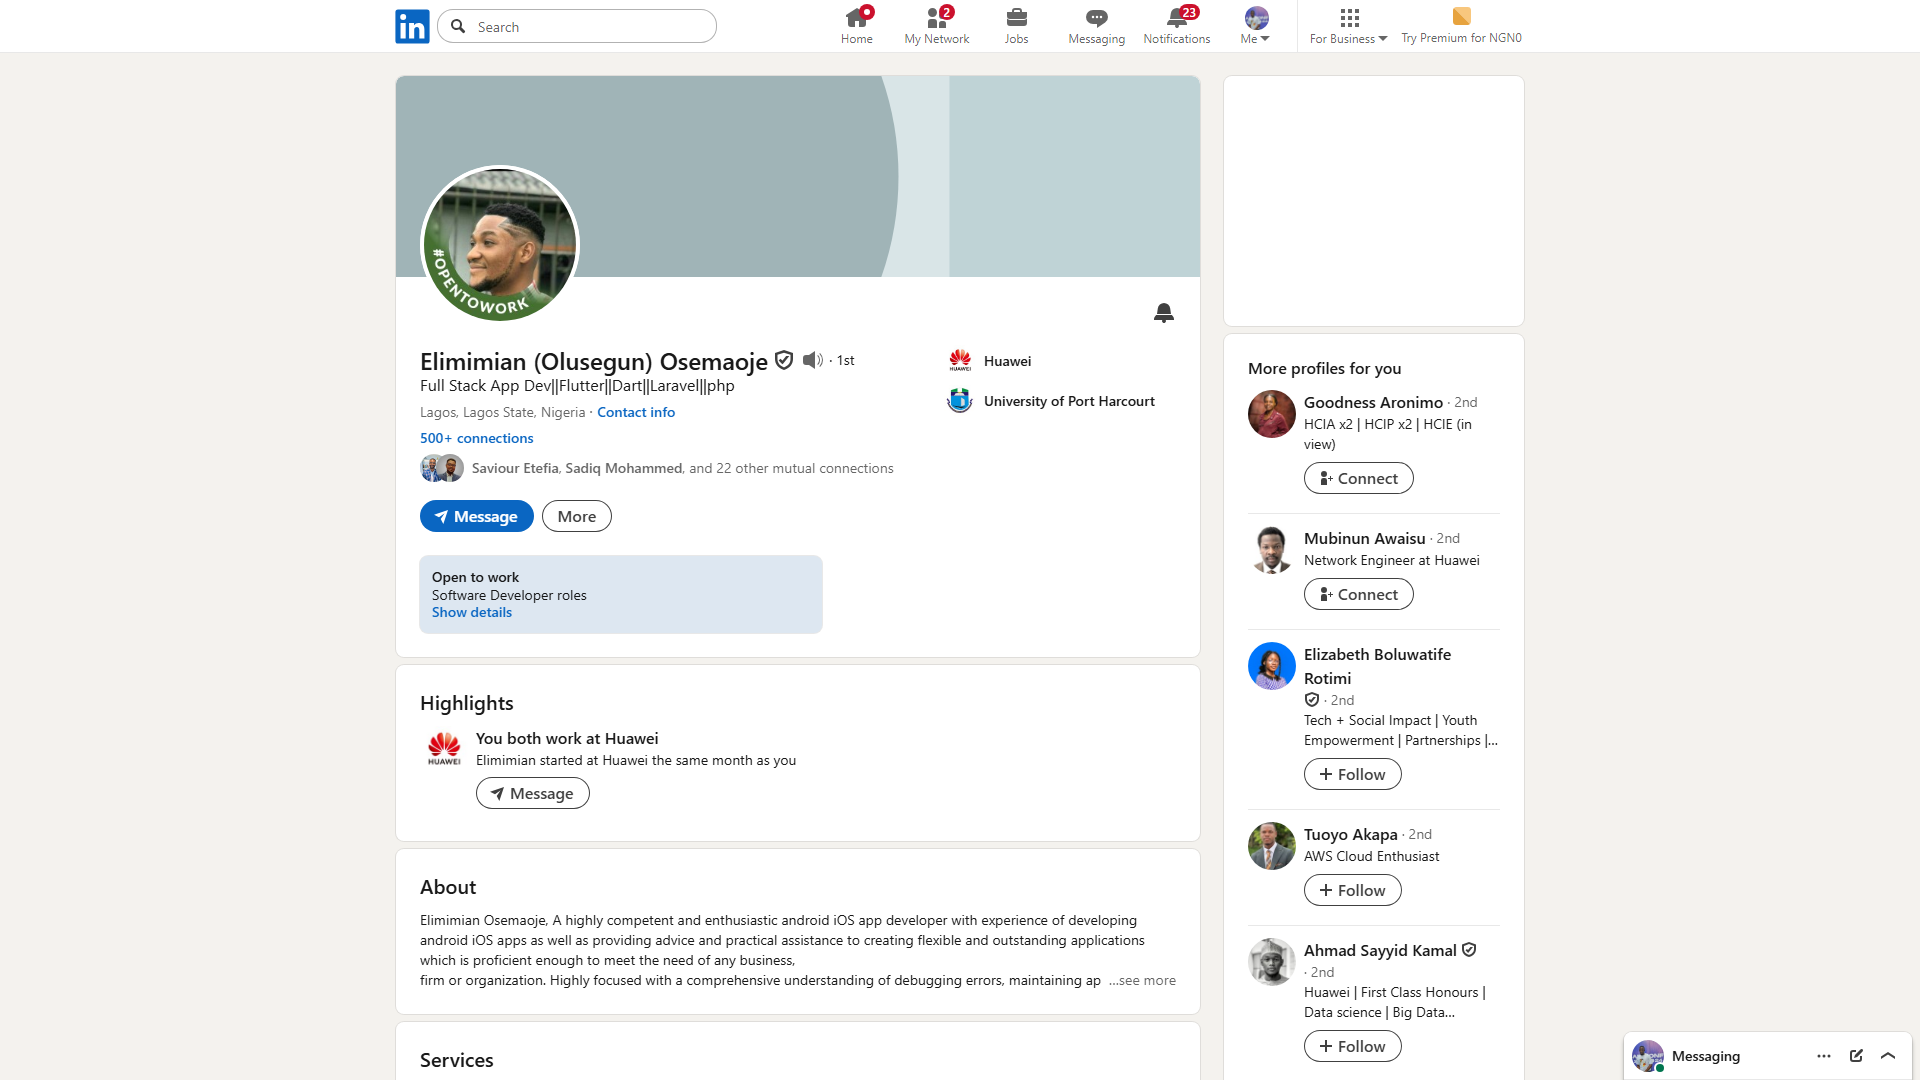 in
Search
Home
2
My Network
Jobs
Messaging
23
Notifications
Me
For Business
Try Premium for NGN0
#OPENTOWORK
Elimimian (Olusegun) Osemaoje · 1st
Full Stack App Dev||Flutter||Dart||Laravel||php
Lagos, Lagos State, Nigeria · Contact info
500+ connections
Saviour Etefia, Sadiq Mohammed, and 22 other mutual connections
HUAWEI
Huawei
University of Port Harcourt
Message
More
Open to work
Software Developer roles
Show details
Highlights
HUAWEI
You both work at Huawei
Elimimian started at Huawei the same month as you
Message
About
Elimimian Osemaoje, A highly competent and enthusiastic android iOS app developer with experience of developing
android iOS apps as well as providing advice and practical assistance to creating flexible and outstanding applications
which is proficient enough to meet the need of any business,
firm or organization. Highly focused with a comprehensive understanding of debugging errors, maintaining ap ...see more
Services
More profiles for you
Goodness Aronimo · 2nd
HCIA x2 | HCIP x2 | HCIE (in
view)
Connect
Mubinun Awaisu · 2nd
Network Engineer at Huawei
Connect
Elizabeth Boluwatife
Rotimi
· 2nd
Tech + Social Impact | Youth
Empowerment | Partnerships |...
Follow
Tuoyo Akapa · 2nd
AWS Cloud Enthusiast
Follow
Ahmad Sayyid Kamal
· 2nd
Huawei | First Class Honours |
Data science | Big Data...
Follow
Messaging